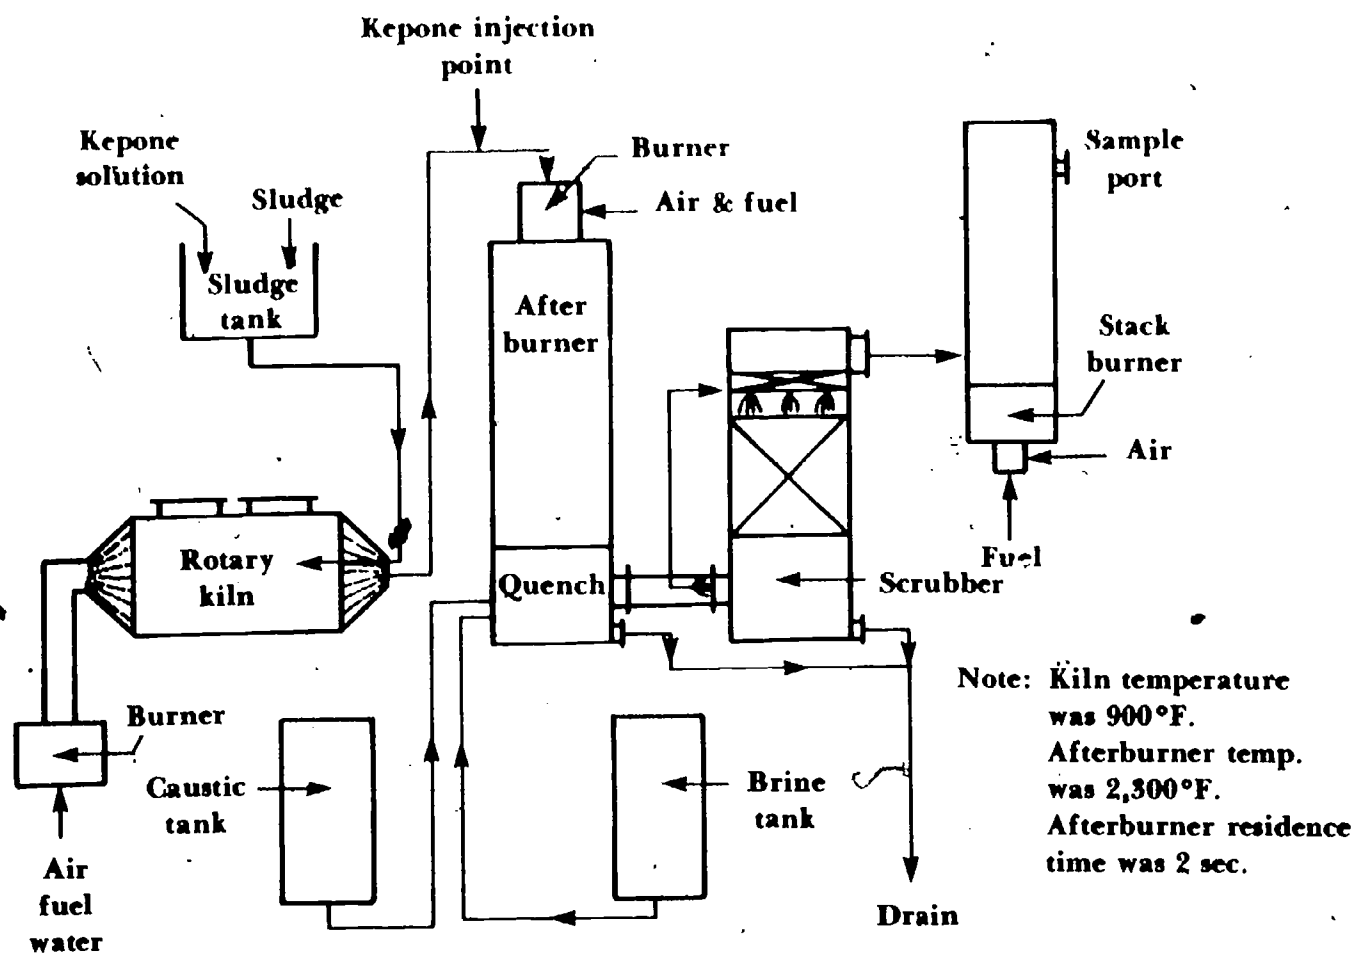 Kepone injection
point
Kepone
solution
Sludge
Sludge
tank
Burner
Air & fuel
After
burner
Sample
port
Stack
burner
Air
Fuel
Rotary
kiln
Quench
Scrubber
Burner
Caustic
tank
Brine
tank
Air
fuel
water
Drain
Note: Kiln temperature
was 900°F.
Afterburner temp.
was 2,300°F.
Afterburner residence
time was 2 sec.